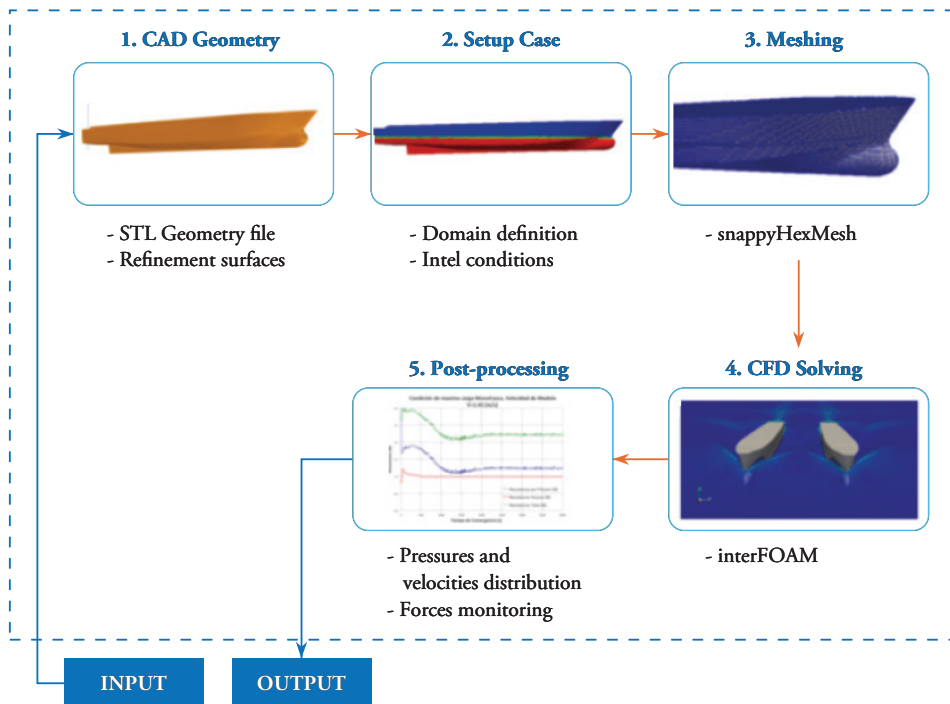 1. CAD Geometry
2. Setup Case
3. Meshing
- STL Geometry file
- Refinement surfaces
- Domain definition
- Intel conditions
- snappyHexMesh
5. Post-processing
4. CFD Solving
- Pressures and
velocities distribution
- Forces monitoring
- interFOAM
INPUT
OUTPUT